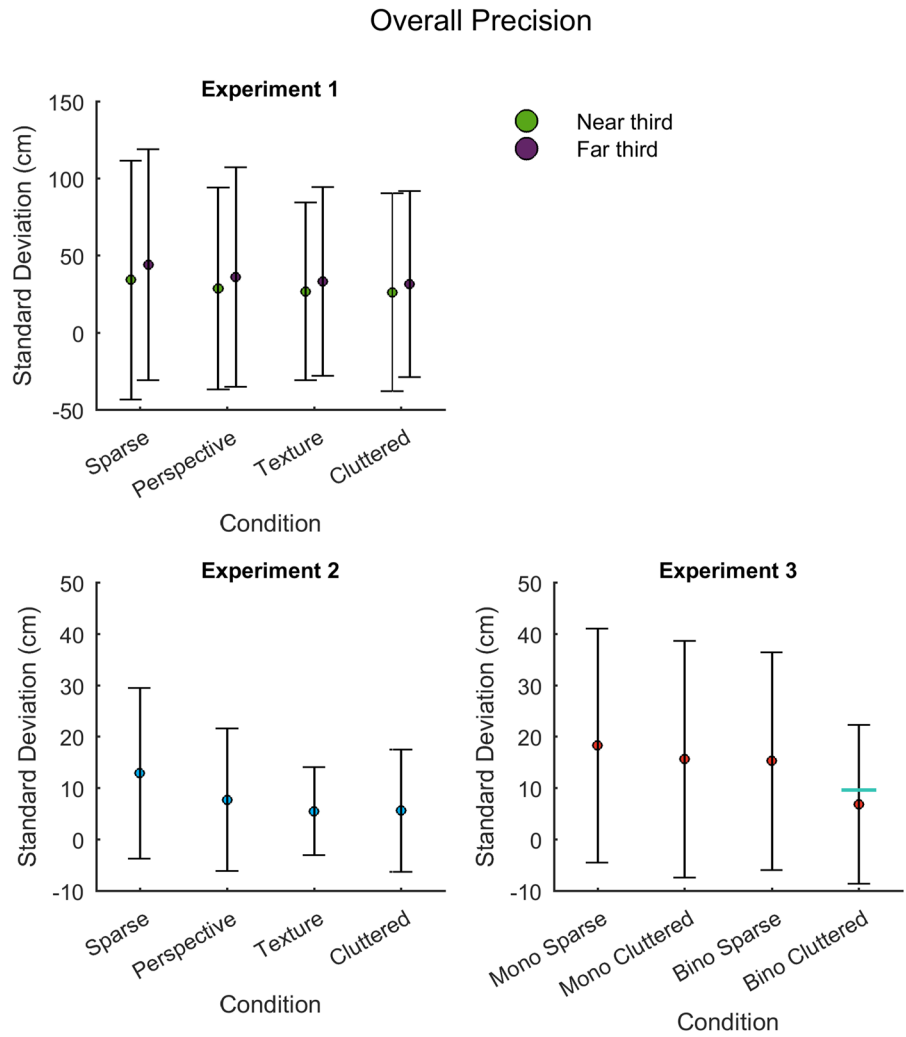 Overall Precision
Experiment 1
Near third
Far third
Standard Deviation (cm)
150
100
50
0
-50
Sparse
Perspective
Texture
Cluttered
Condition
Experiment 2
Standard Deviation (cm)
50
40
30
20
10
0
-10
Sparse
Perspective
Texture
Cluttered
Condition
Experiment 3
Standard Deviation (cm)
50
40
30
20
10
0
-10
Mono Sparse
Mono Cluttered
Bino Sparse
Bino Cluttered
Condition